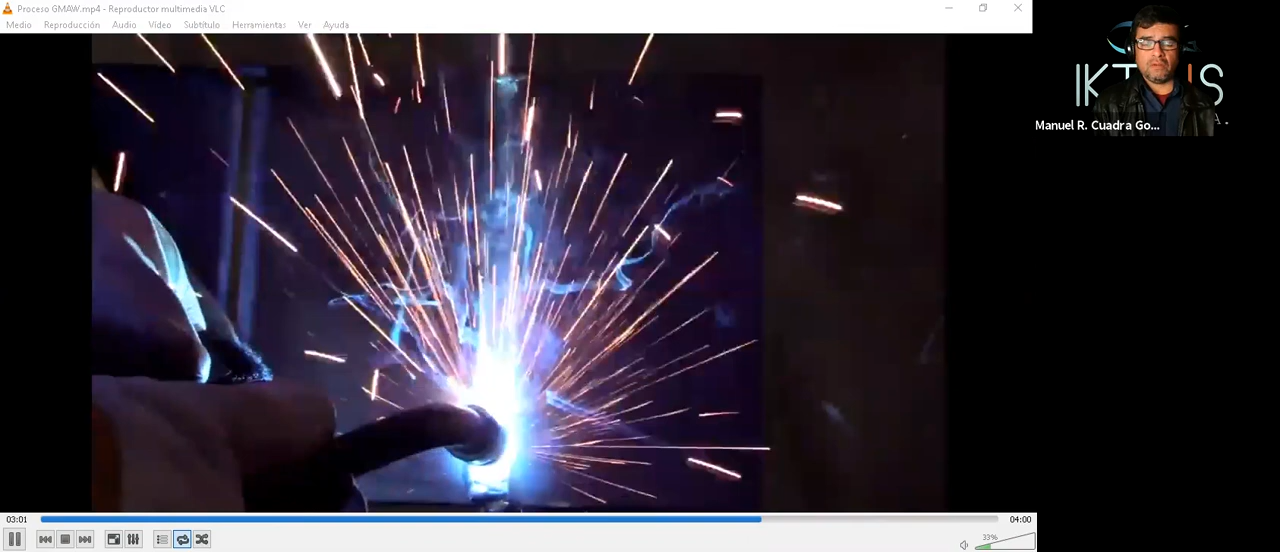 Proceso GMAW.mp4 - Reproductor multimedia VLC
Medio Reproducción Audio Vídeo Subtítulo Herramientas Ver Ayuda
Manuel R. Cuadra Go...
03:01
04:00
33%